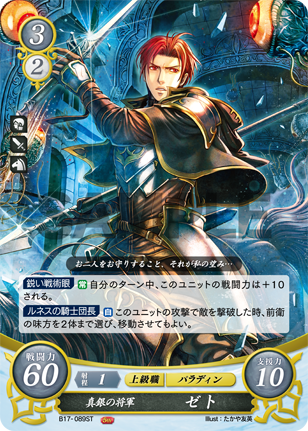 3
2
お二人をお守りすること、それが私の望み…
鋭い戦術眼 常 自分のターン中、このユニットの戦闘力は+10
される。
ルネスの騎士団長 自 このユニットの攻撃で敵を撃破した時、前衛
の味方を2体まで選び、移動させてもよい。
戦闘力 60
射程 1 上級職 パラディン
支援力 10
真銀の将軍 ゼト
B17-089ST Illust:たかや友英